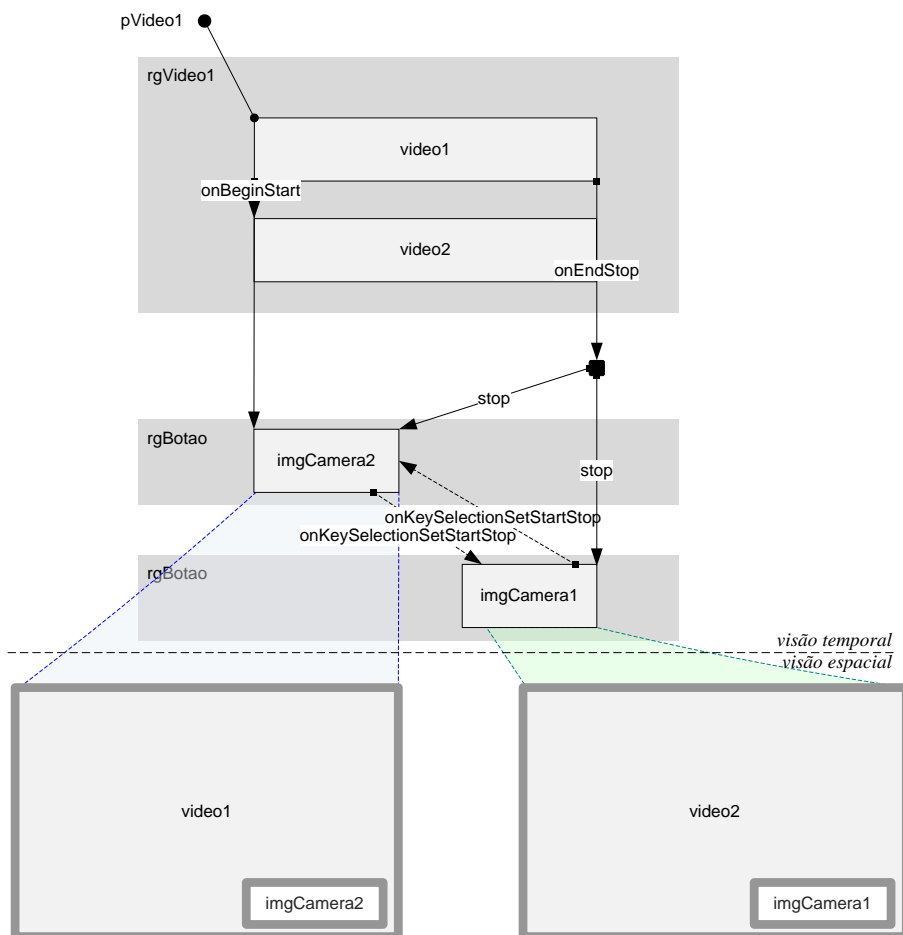 pVideo1
rgVideo1
video1
onBeginStart
video2
onEndStop
stop
rgBotao
imgCamera2
stop
onKeySelectionSetStartStop
onKeySelectionSetStartStop
rgBotao
imgCamera1
visão temporal
visão espacial
video1
video2
imgCamera2
imgCamera1